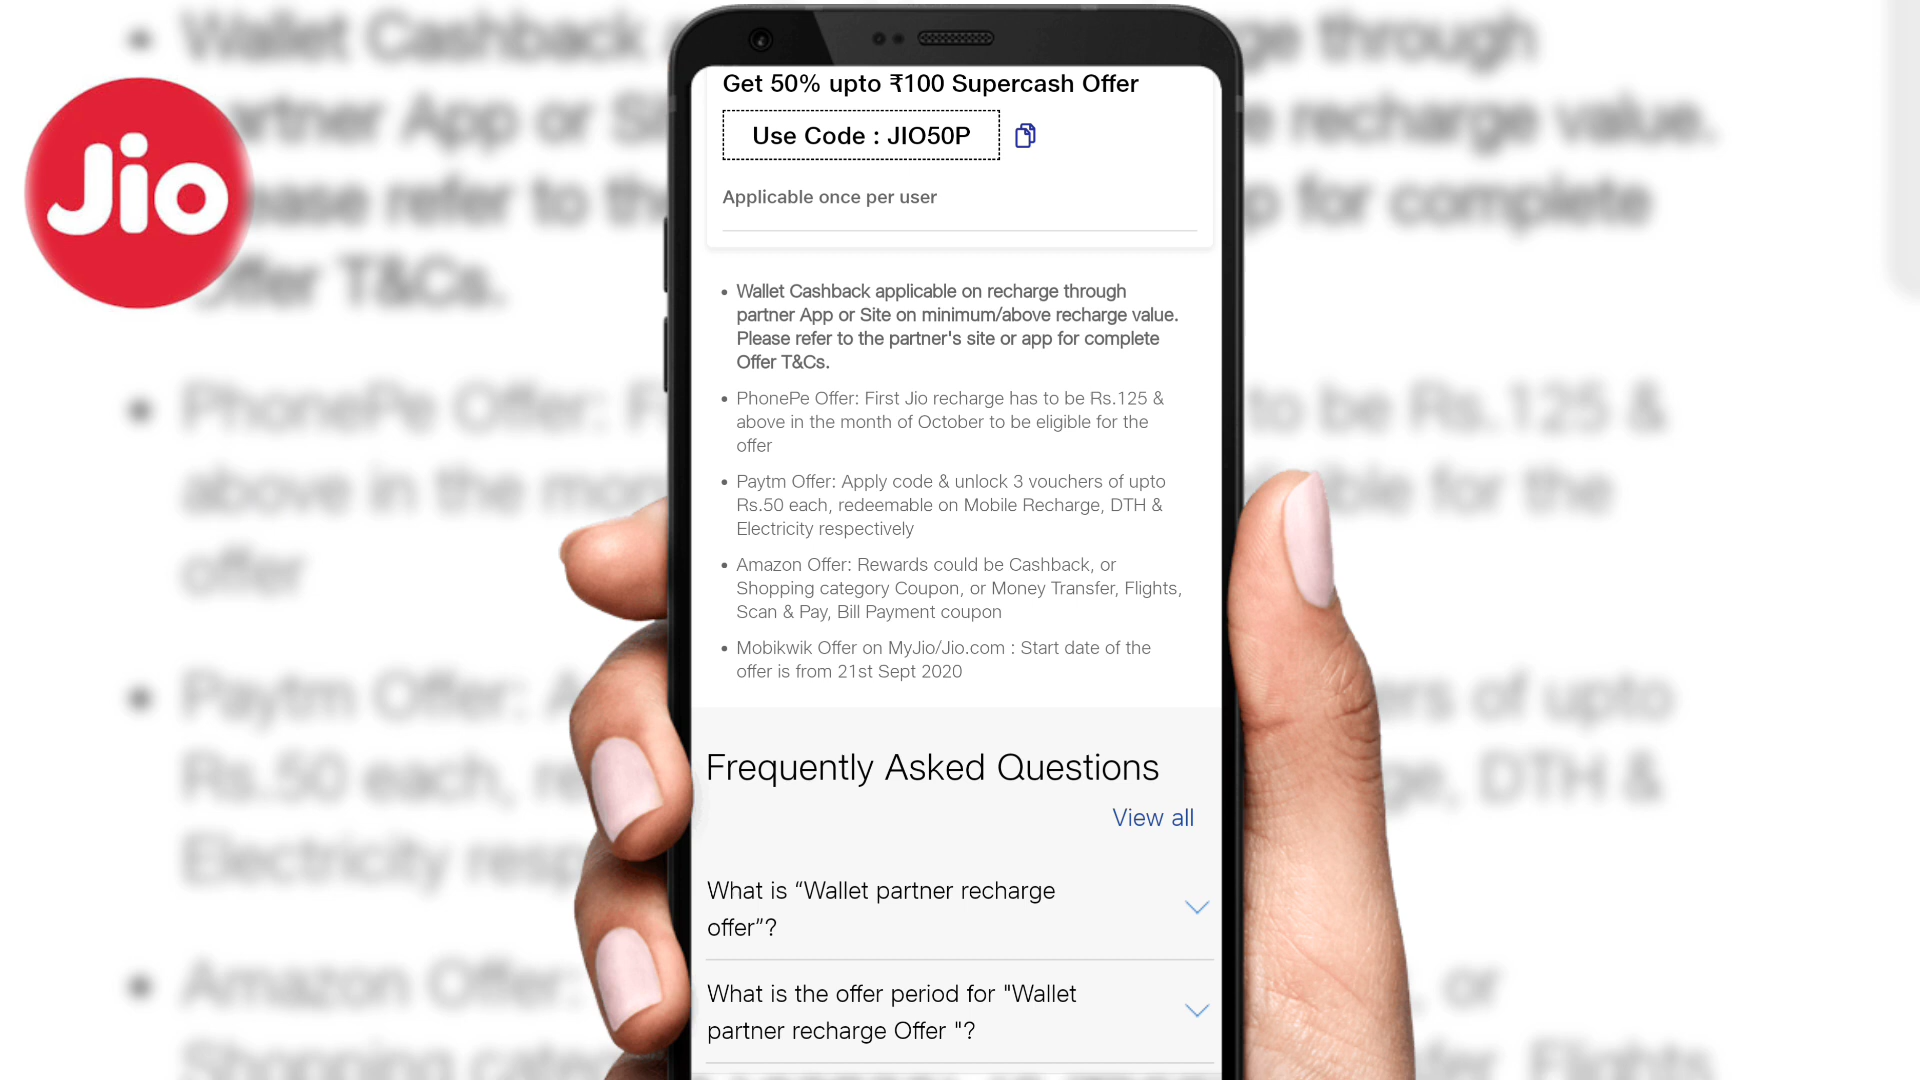 Jio
Get 50% upto ₹100 Supercash Offer
Use Code : JIO50P
Applicable once per user
• Wallet Cashback applicable on recharge through
partner App or Site on minimum/above recharge value.
Please refer to the partner's site or app for complete
Offer T&Cs.
• PhonePe Offer: First Jio recharge has to be Rs.125 &
above in the month of October to be eligible for the
offer
• Paytm Offer: Apply code & unlock 3 vouchers of upto
Rs.50 each, redeemable on Mobile Recharge, DTH &
Electricity respectively
• Amazon Offer: Rewards could be Cashback, or
Shopping category Coupon, or Money Transfer, Flights,
Scan & Pay, Bill Payment coupon
• Mobikwik Offer on MyJio/Jio.com : Start date of the
offer is from 21st Sept 2020
Frequently Asked Questions
View all
What is “Wallet partner recharge
offer”?
What is the offer period for "Wallet
partner recharge Offer "?